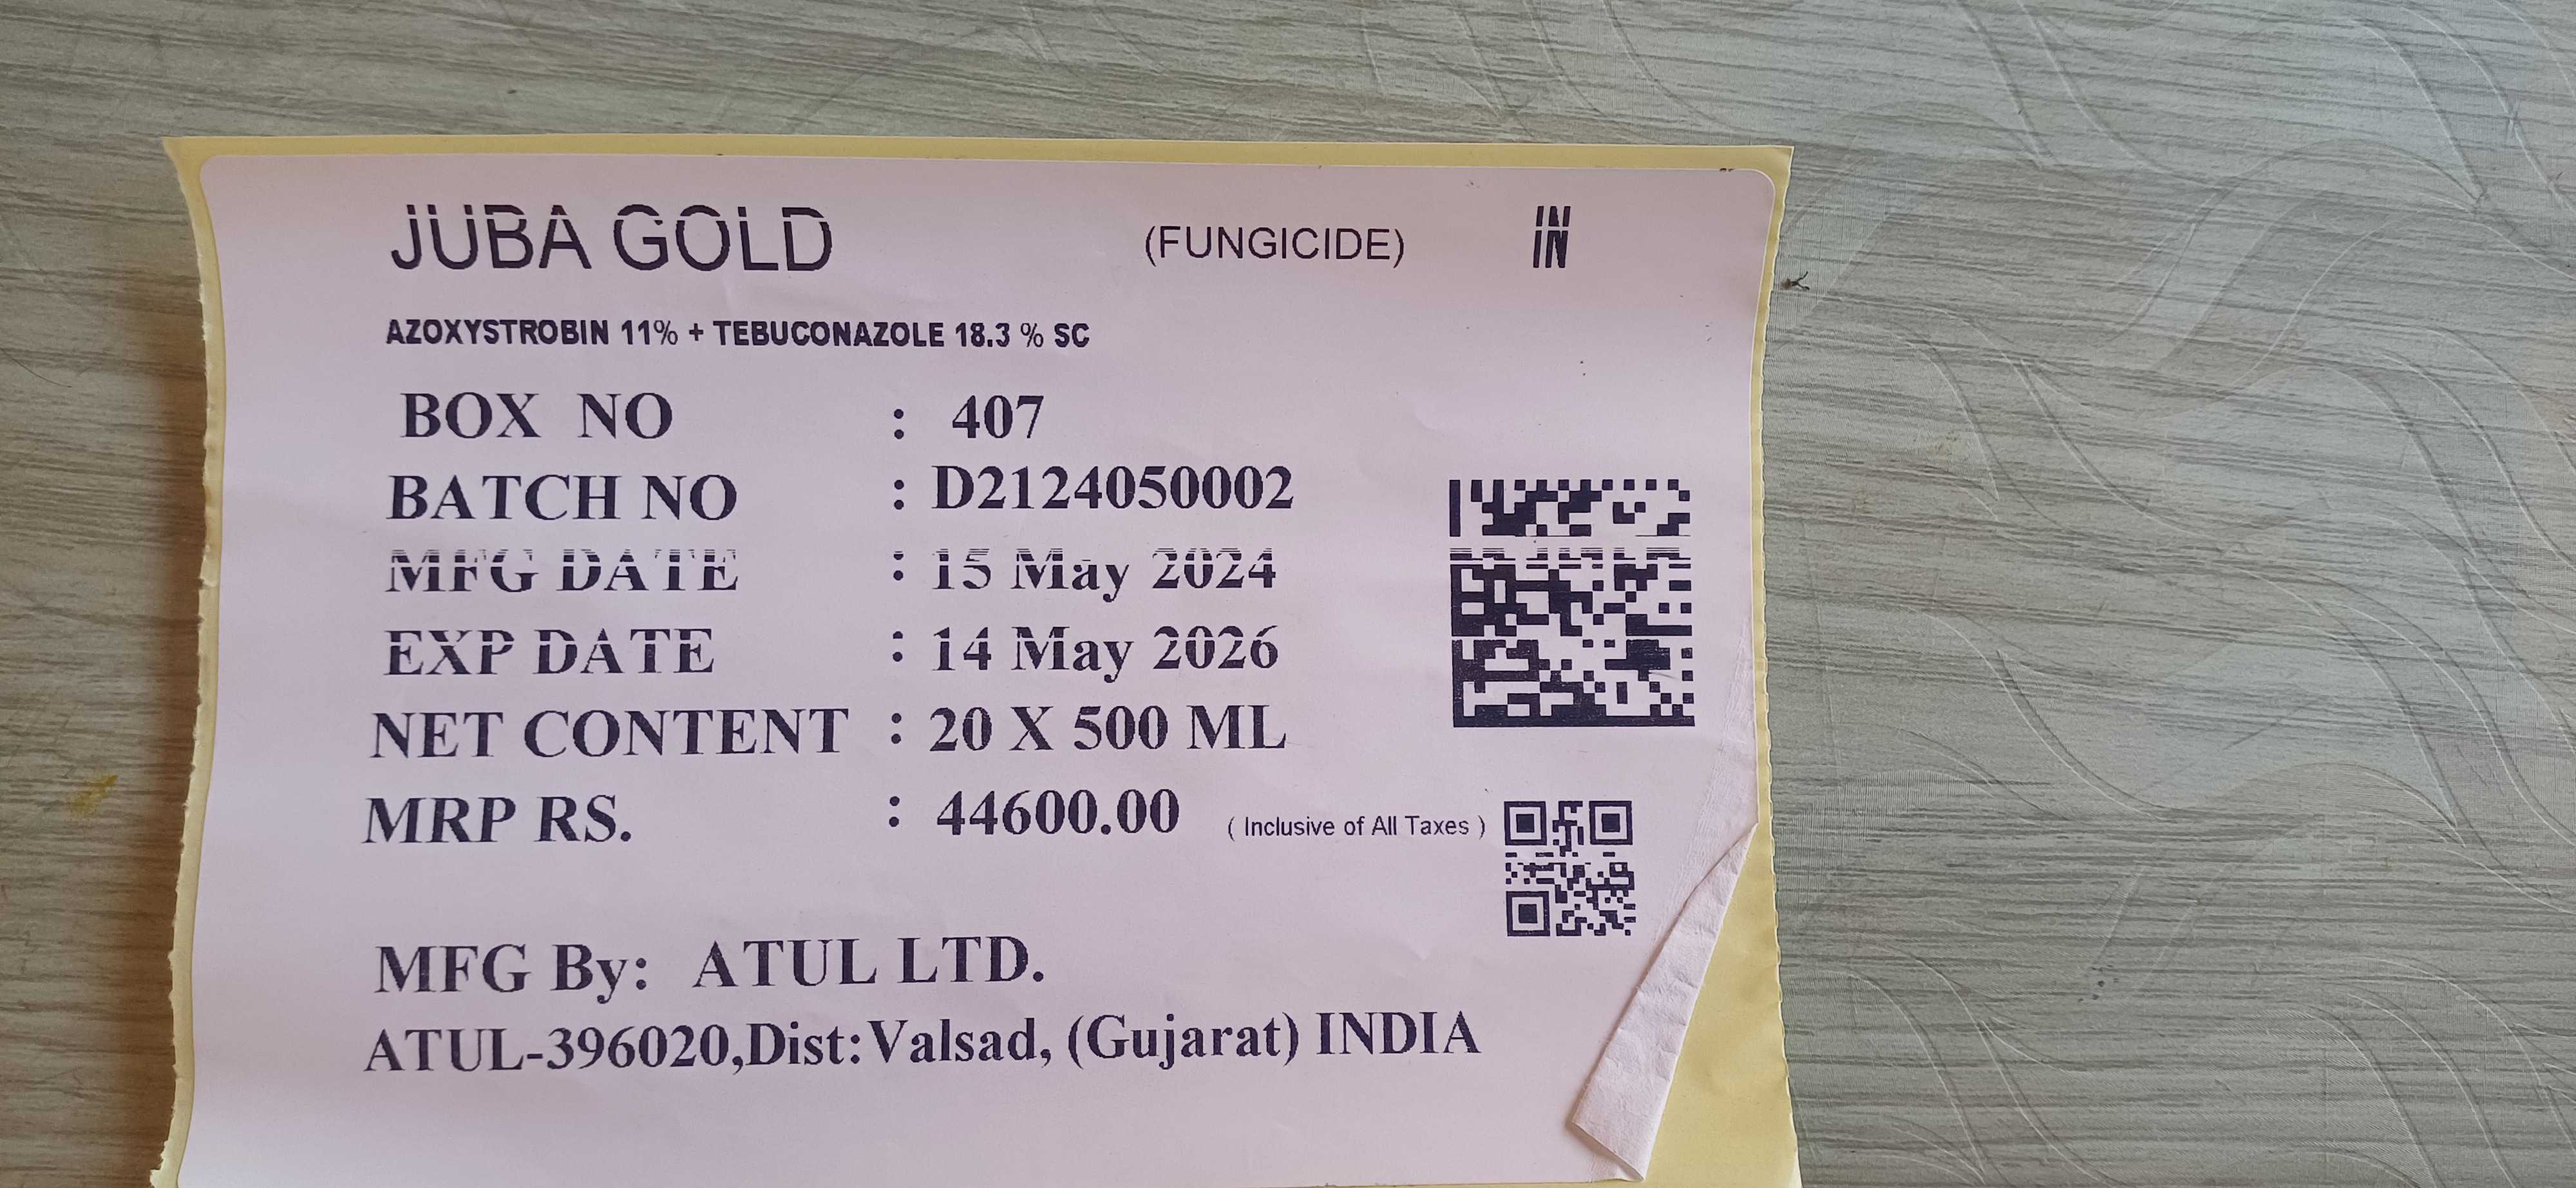 JUBA GOLD (FUNGICIDE) IN
AZOXYSTROBIN 11% + TEBUCONAZOLE 18.3 % SC
BOX NO : 407
BATCH NO : D2124050002
MFG DATE : 15 May 2024
EXP DATE : 14 May 2026
NET CONTENT : 20 X 500 ML
MRP RS. : 44600.00 ( Inclusive of All Taxes )
MFG By: ATUL LTD.
ATUL-396020,Dist:Valsad, (Gujarat) INDIA